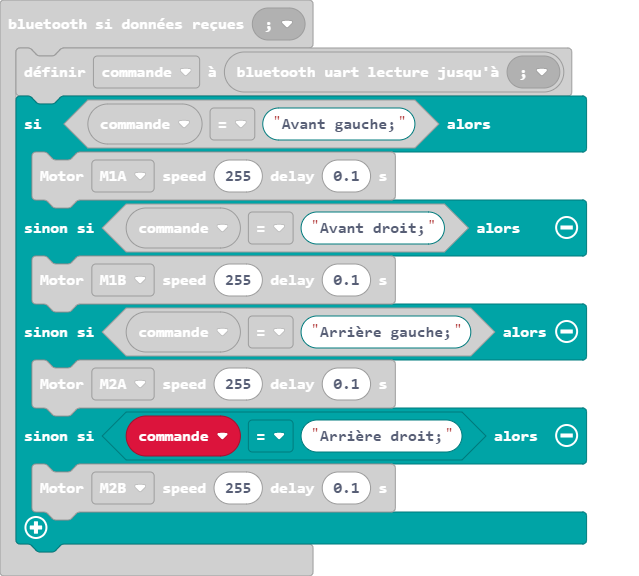 bluetooth si données reçues ;
définir commande à bluetooth uart lecture jusqu'à ;
si commande = "Avant gauche;" alors
Motor M1A speed 255 delay 0.1 s
sinon si commande = "Avant droit;" alors
Motor M1B speed 255 delay 0.1 s
sinon si commande = "Arrière gauche;" alors
Motor M2A speed 255 delay 0.1 s
sinon si commande = "Arrière droit;" alors
Motor M2B speed 255 delay 0.1 s